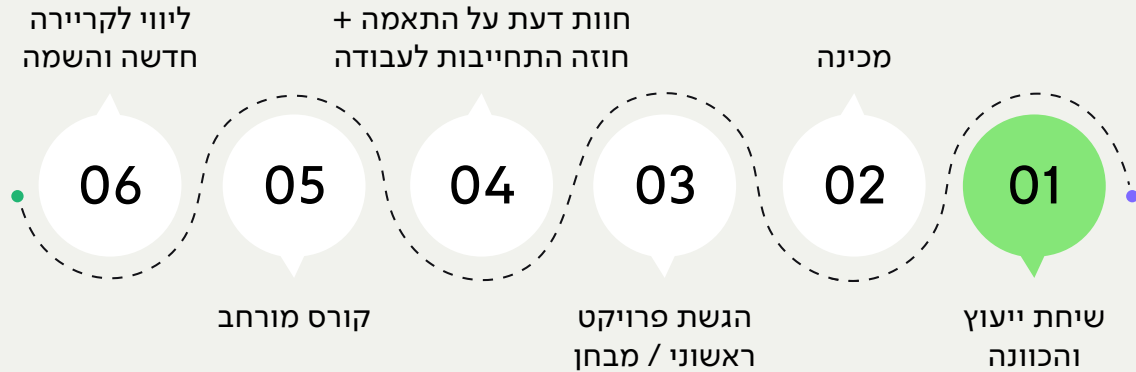 01
שיחת ייעוץ
והכוונה
02
מכינה
03
הגשת פרויקט
ראשוני / מבחן
04
חוות דעת על התאמה +
חוזה התחייבות לעבודה
05
קורס מורחב
06
ליווי לקריירה
חדשה והשמה